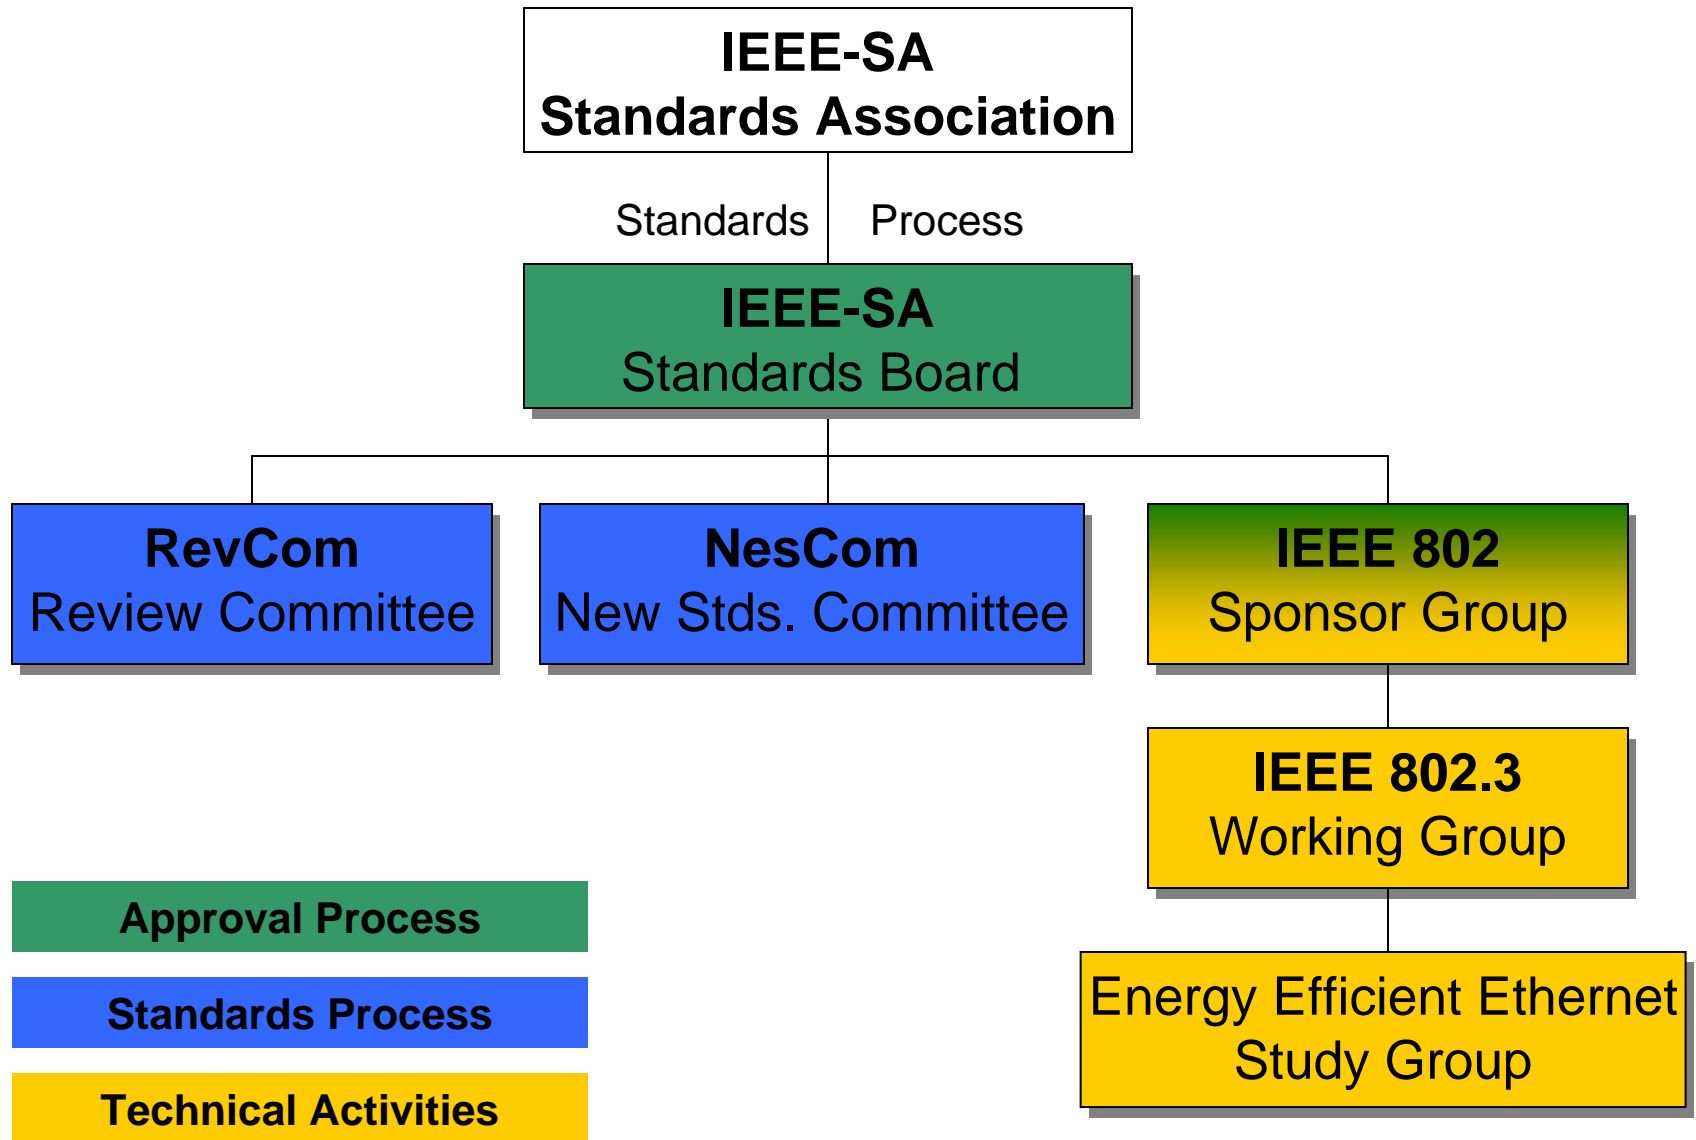 IEEE-SA
Standards Association
Standards Process
IEEE-SA
Standards Board
RevCom
Review Committee
NesCom
New Stds. Committee
IEEE 802
Sponsor Group
IEEE 802.3
Working Group
Energy Efficient Ethernet
Study Group
Approval Process
Standards Process
Technical Activities